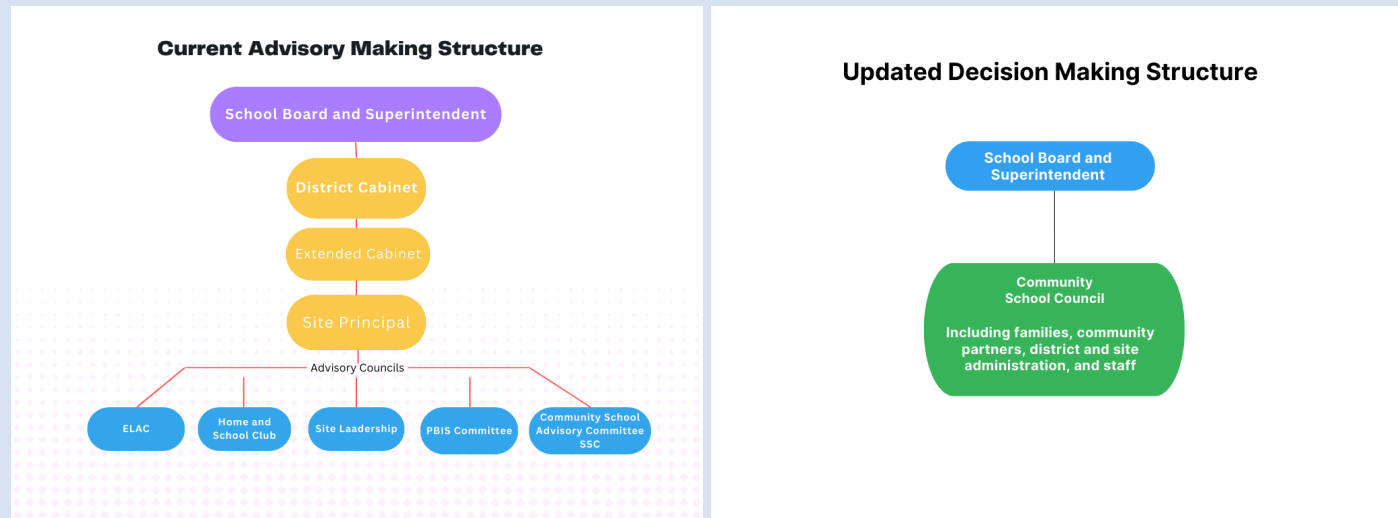 Current Advisory Making Structure
School Board and Superintendent
District Cabinet
Extended Cabinet
Site Principal
Advisory Councils
ELAC
Home and
School Club
Site Laadership
PBIS Committee
Community School
Advisory Committee
SSC
Updated Decision Making Structure
School Board and
Superintendent
Community
School Council
Including families, community
partners, district and site
administration, and staff